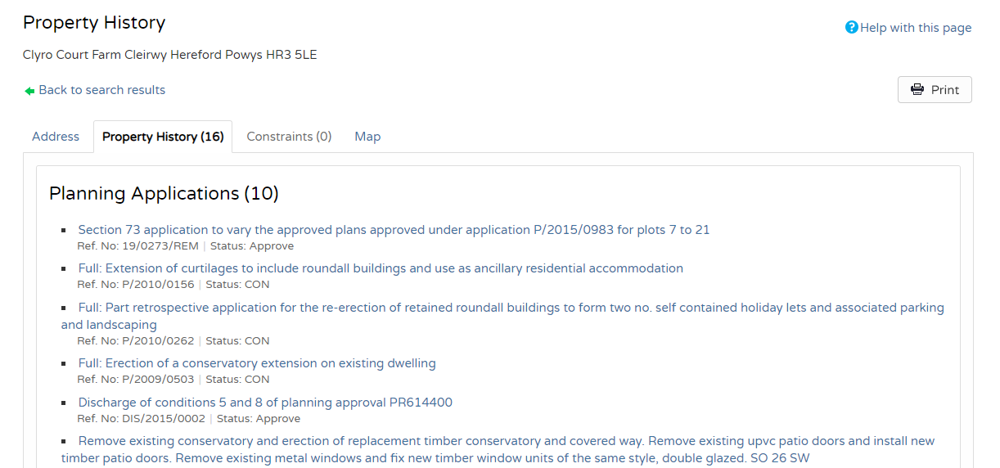 Property History
Help with this page
Clyro Court Farm Cleirwy Hereford Powys HR3 5LE
Back to search results
Print
Address
Property History (16)
Constraints (0)
Map
Planning Applications (10)
Section 73 application to vary the approved plans approved under application P/2015/0983 for plots 7 to 21
Ref. No: 19/0273/REM | Status: Approve
Full: Extension of curtilages to include roundall buildings and use as ancillary residential accommodation
Ref. No: P/2010/0156 | Status: CON
Full: Part retrospective application for the re-erection of retained roundall buildings to form two no. self contained holiday lets and associated parking
and landscaping
Ref. No: P/2010/0262 | Status: CON
Full: Erection of a conservatory extension on existing dwelling
Ref. No: P/2009/0503 | Status: CON
Discharge of conditions 5 and 8 of planning approval PR614400
Ref. No: DIS/2015/0002 | Status: Approve
Remove existing conservatory and erection of replacement timber conservatory and covered way. Remove existing upvc patio doors and install new
timber patio doors. Remove existing metal windows and fix new timber window units of the same style, double glazed. SO 26 SW